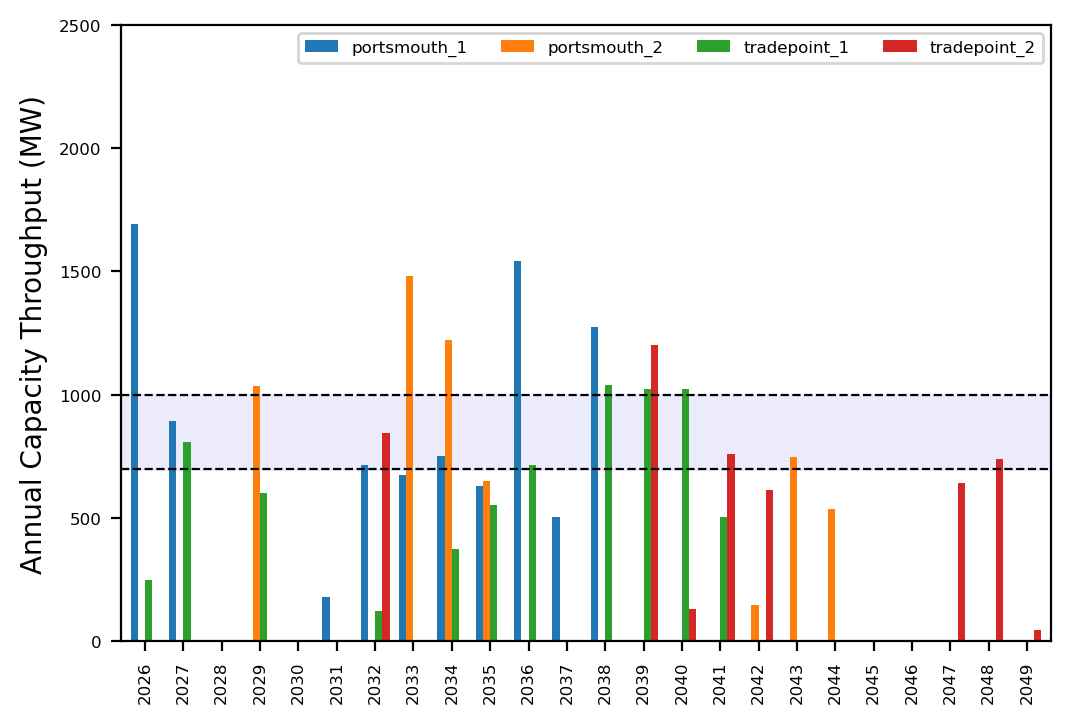 2500
2000
1500
1000
500
0
Annual Capacity Throughput (MW)
portsmouth_1 portsmouth_2 tradepoint_1 tradepoint_2
2026 2027 2028 2029 2030 2031 2032 2033 2034 2035 2036 2037 2038 2039 2040 2041 2042 2043 2044 2045 2046 2047 2048 2049